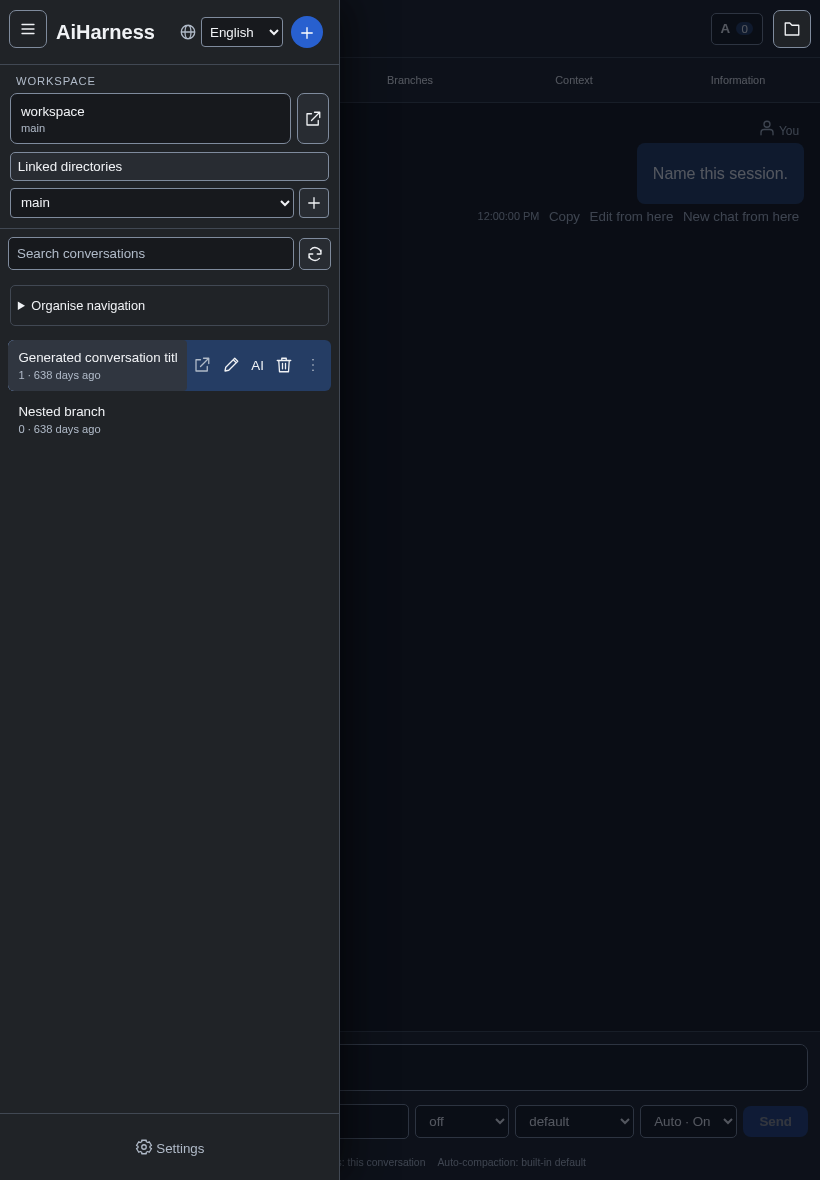 AiHarness
English
A 0
Branches
Context
Information
WORKSPACE
workspace
main
Linked directories
main
Search conversations
Organise navigation
Generated conversation titl
AI
1 · 638 days ago
Nested branch
0 · 638 days ago
You
Name this session.
12:00:00 PM Copy Edit from here New chat from here
off
default
Auto · On
Send
this conversation Auto-compaction: built-in default
Settings